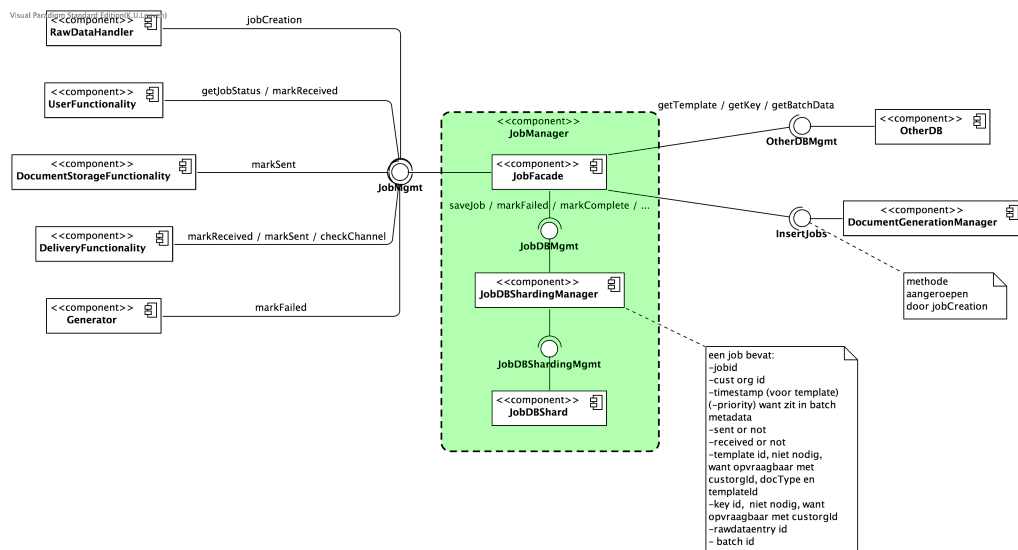 Visual Paradigm Standard Edition(K.U.Leuven)
<<component>>
RawDataHandler
jobCreation
<<component>>
UserFunctionality
getJobStatus / markReceived
<<component>>
DocumentStorageFunctionality
markSent
<<component>>
DeliveryFunctionality
markReceived / markSent / checkChannel
<<component>>
Generator
markFailed
JobMgmt
<<component>>
JobManager
<<component>>
JobFacade
saveJob / markFailed / markComplete / ...
JobDBMgmt
<<component>>
JobDBShardingManager
JobDBShardingMgmt
<<component>>
JobDBShard
getTemplate / getKey / getBatchData
OtherDBMgmt
<<component>>
OtherDB
InsertJobs
<<component>>
DocumentGenerationManager
methode
aangeroepen
door jobCreation
een job bevat:
-jobid
-cust org id
-timestamp (voor template)
(-priority) want zit in batch
metadata
-sent or not
-received or not
-template id, niet nodig,
want opvraagbaar met
custorgId, docType en
templateId
-key id,  niet nodig, want
opvraagbaar met custorgId
-rawdataentry id
- batch id